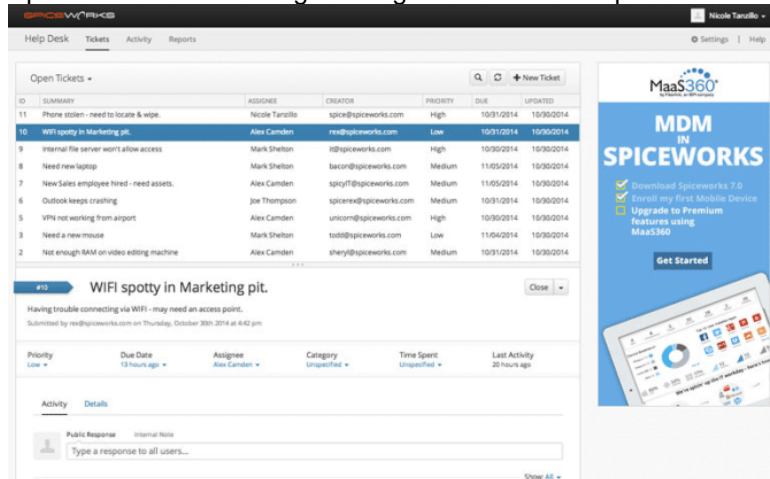 SPICEWORKS
Nicole Tanzillo
Help Desk Tickets Activity Reports
Settings | Help
Open Tickets
+ New Ticket
ID SUMMARY ASSIGNEE CREATOR PRIORITY DUE UPDATED
11 Phone stolen - need to locate & wipe. Nicole Tanzillo spice@spiceworks.com High 10/31/2014 10/30/2014
10 WIFI spotty in Marketing pit. Alex Camden rex@spiceworks.com Low 10/31/2014 10/30/2014
9 Internal file server won't allow access Mark Shelton it@spiceworks.com High 10/30/2014 10/30/2014
8 Need new laptop Mark Shelton bacon@spiceworks.com Medium 11/05/2014 10/30/2014
7 New Sales employee hired - need assets. Alex Camden spicyIT@spiceworks.com Medium 11/05/2014 10/30/2014
6 Outlook keeps crashing Joe Thompson spicerex@spiceworks.com Medium 10/31/2014 10/30/2014
5 VPN not working from airport Alex Camden unicorn@spiceworks.com High 10/30/2014 10/30/2014
3 Need a new mouse Mark Shelton todd@spiceworks.com Low 11/04/2014 10/30/2014
2 Not enough RAM on video editing machine Alex Camden sheryl@spiceworks.com Medium 10/31/2014 10/30/2014
#10 WIFI spotty in Marketing pit. Close
Having trouble connecting via WIFI - may need an access point.
Submitted by rex@spiceworks.com on Thursday, October 30th 2014 at 4:42 pm
Priority Due Date Assignee Category Time Spent Last Activity
Low 13 hours ago Alex Camden Unspecified Unspecified 20 hours ago
Activity Details
Public Response Internal Note
Type a response to all users...
Show: All
MaaS360
by Fiberlink, an IBM company
MDM
IN
SPICEWORKS
Download Spiceworks 7.0
Enroll my first Mobile Device
Upgrade to Premium
features using
MaaS360
Get Started